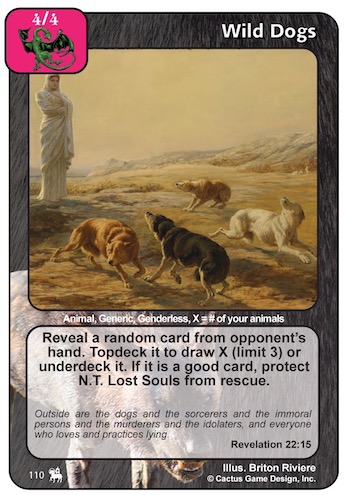 4/4
Wild Dogs
Animal, Generic, Genderless, X = # of your animals
Reveal a random card from opponent's
hand. Topdeck it to draw X (limit 3) or
underdeck it. If it is a good card, protect
N.T. Lost Souls from rescue.
Outside are the dogs and the sorcerers and the immoral
persons and the murderers and the idolaters, and everyone
who loves and practices lying.
Revelation 22:15
110
Illus. Briton Riviere
© Cactus Game Design, Inc.